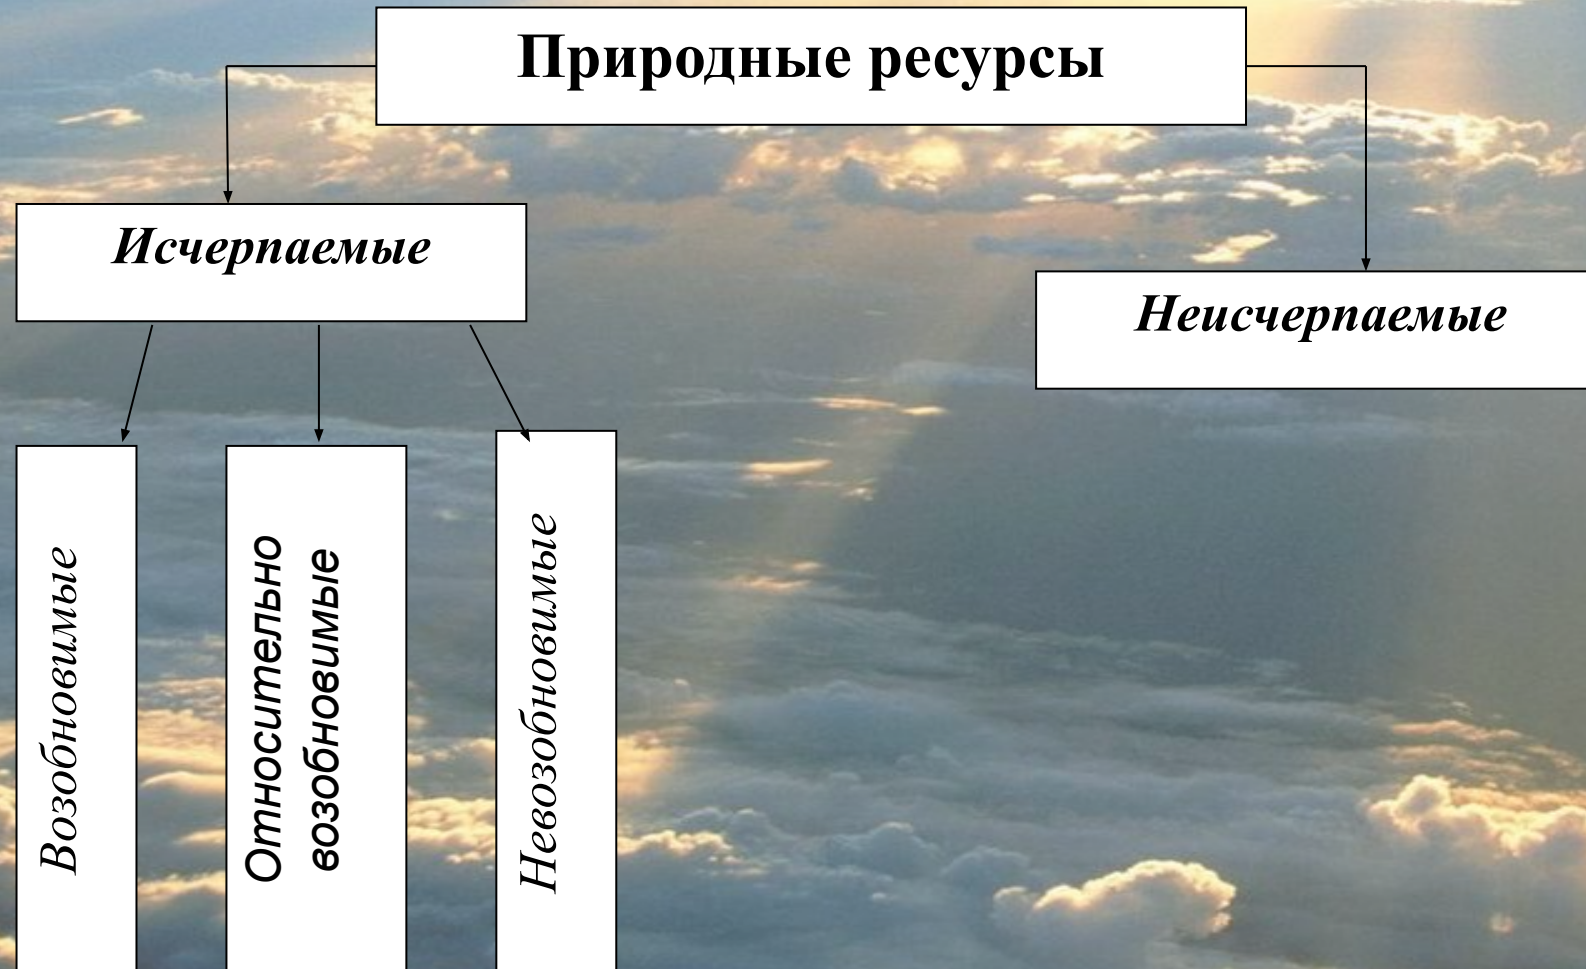 Природные ресурсы
Исчерпаемые
Неисчерпаемые
Возобновимые
Относительно
возобновимые
Невозобновимые